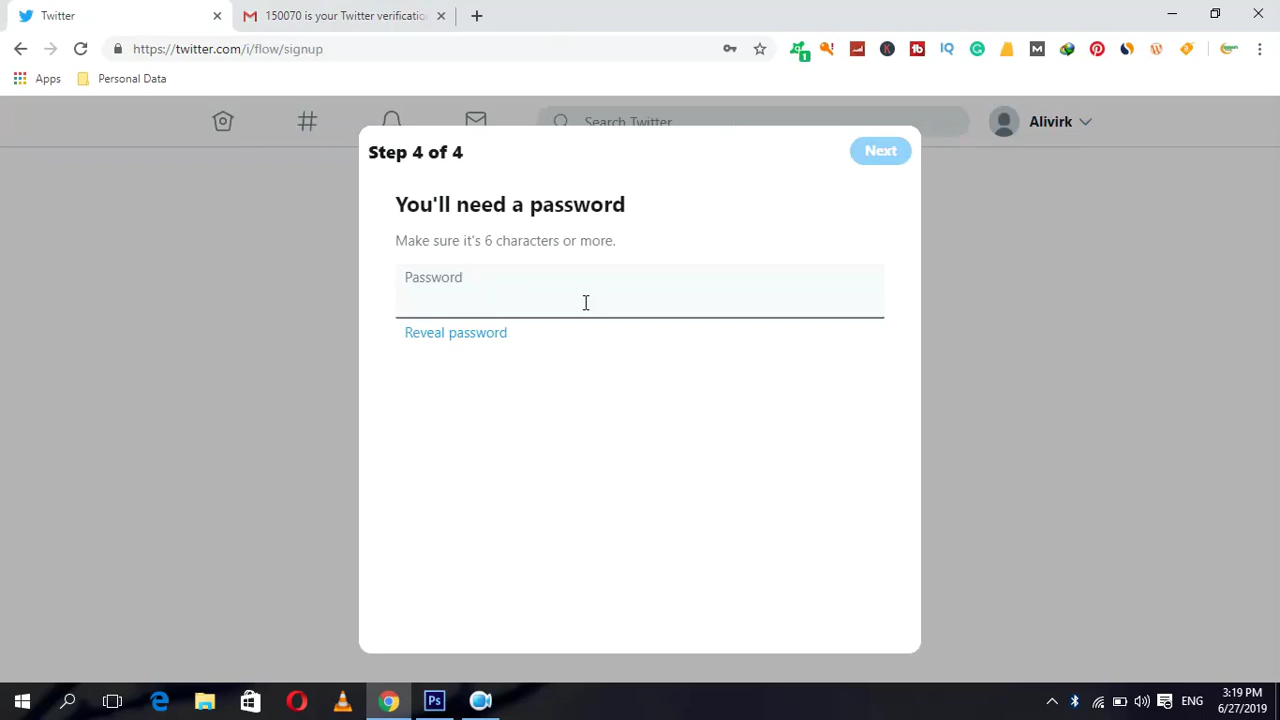 Twitter
150070 is your Twitter verificatio
https://twitter.com/i/flow/signup
1
Apps
Personal Data
Search Twitter
Alivirk
Step 4 of 4
Next
You'll need a password
Make sure it's 6 characters or more.
Password
Reveal password
ENG
3:19 PM
6/27/2019